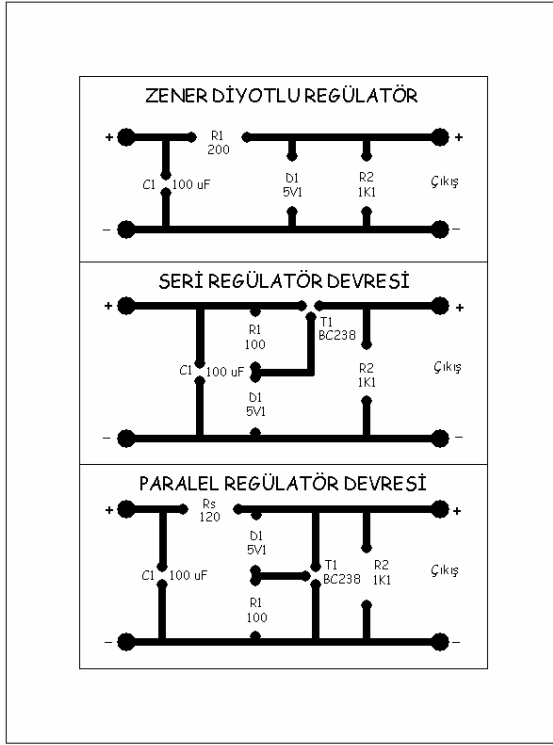 ZENER DİYOTLU REGÜLATÖR
+ R1 +
200
C1 100 uF D1 R2 Çıkış
5V1 1K1
- -
SERİ REGÜLATÖR DEVRESİ
+ +
R1 T1
100 BC238
C1 100 uF R2 Çıkış
1K1
D1
5V1
- -
PARALEL REGÜLATÖR DEVRESİ
+ Rs +
120
D1
5V1
C1 100 uF T1 R2 Çıkış
BC238 1K1
R1
100
- -